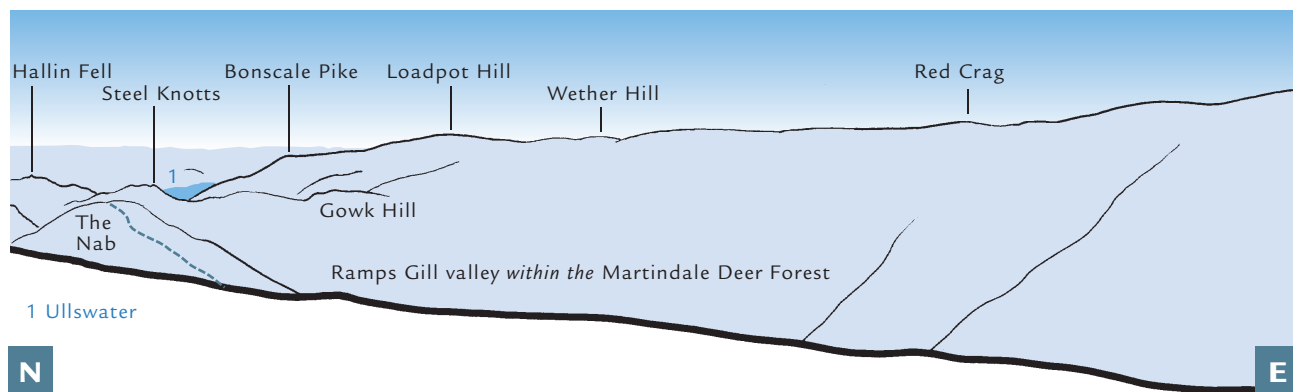 Hallin Fell
Bonscale Pike
Loadpot Hill
Red Crag
Steel Knotts
Wether Hill
1
Gowk Hill
The
Nab
Ramps Gill valley within the Martindale Deer Forest
1 Ullswater
N
E